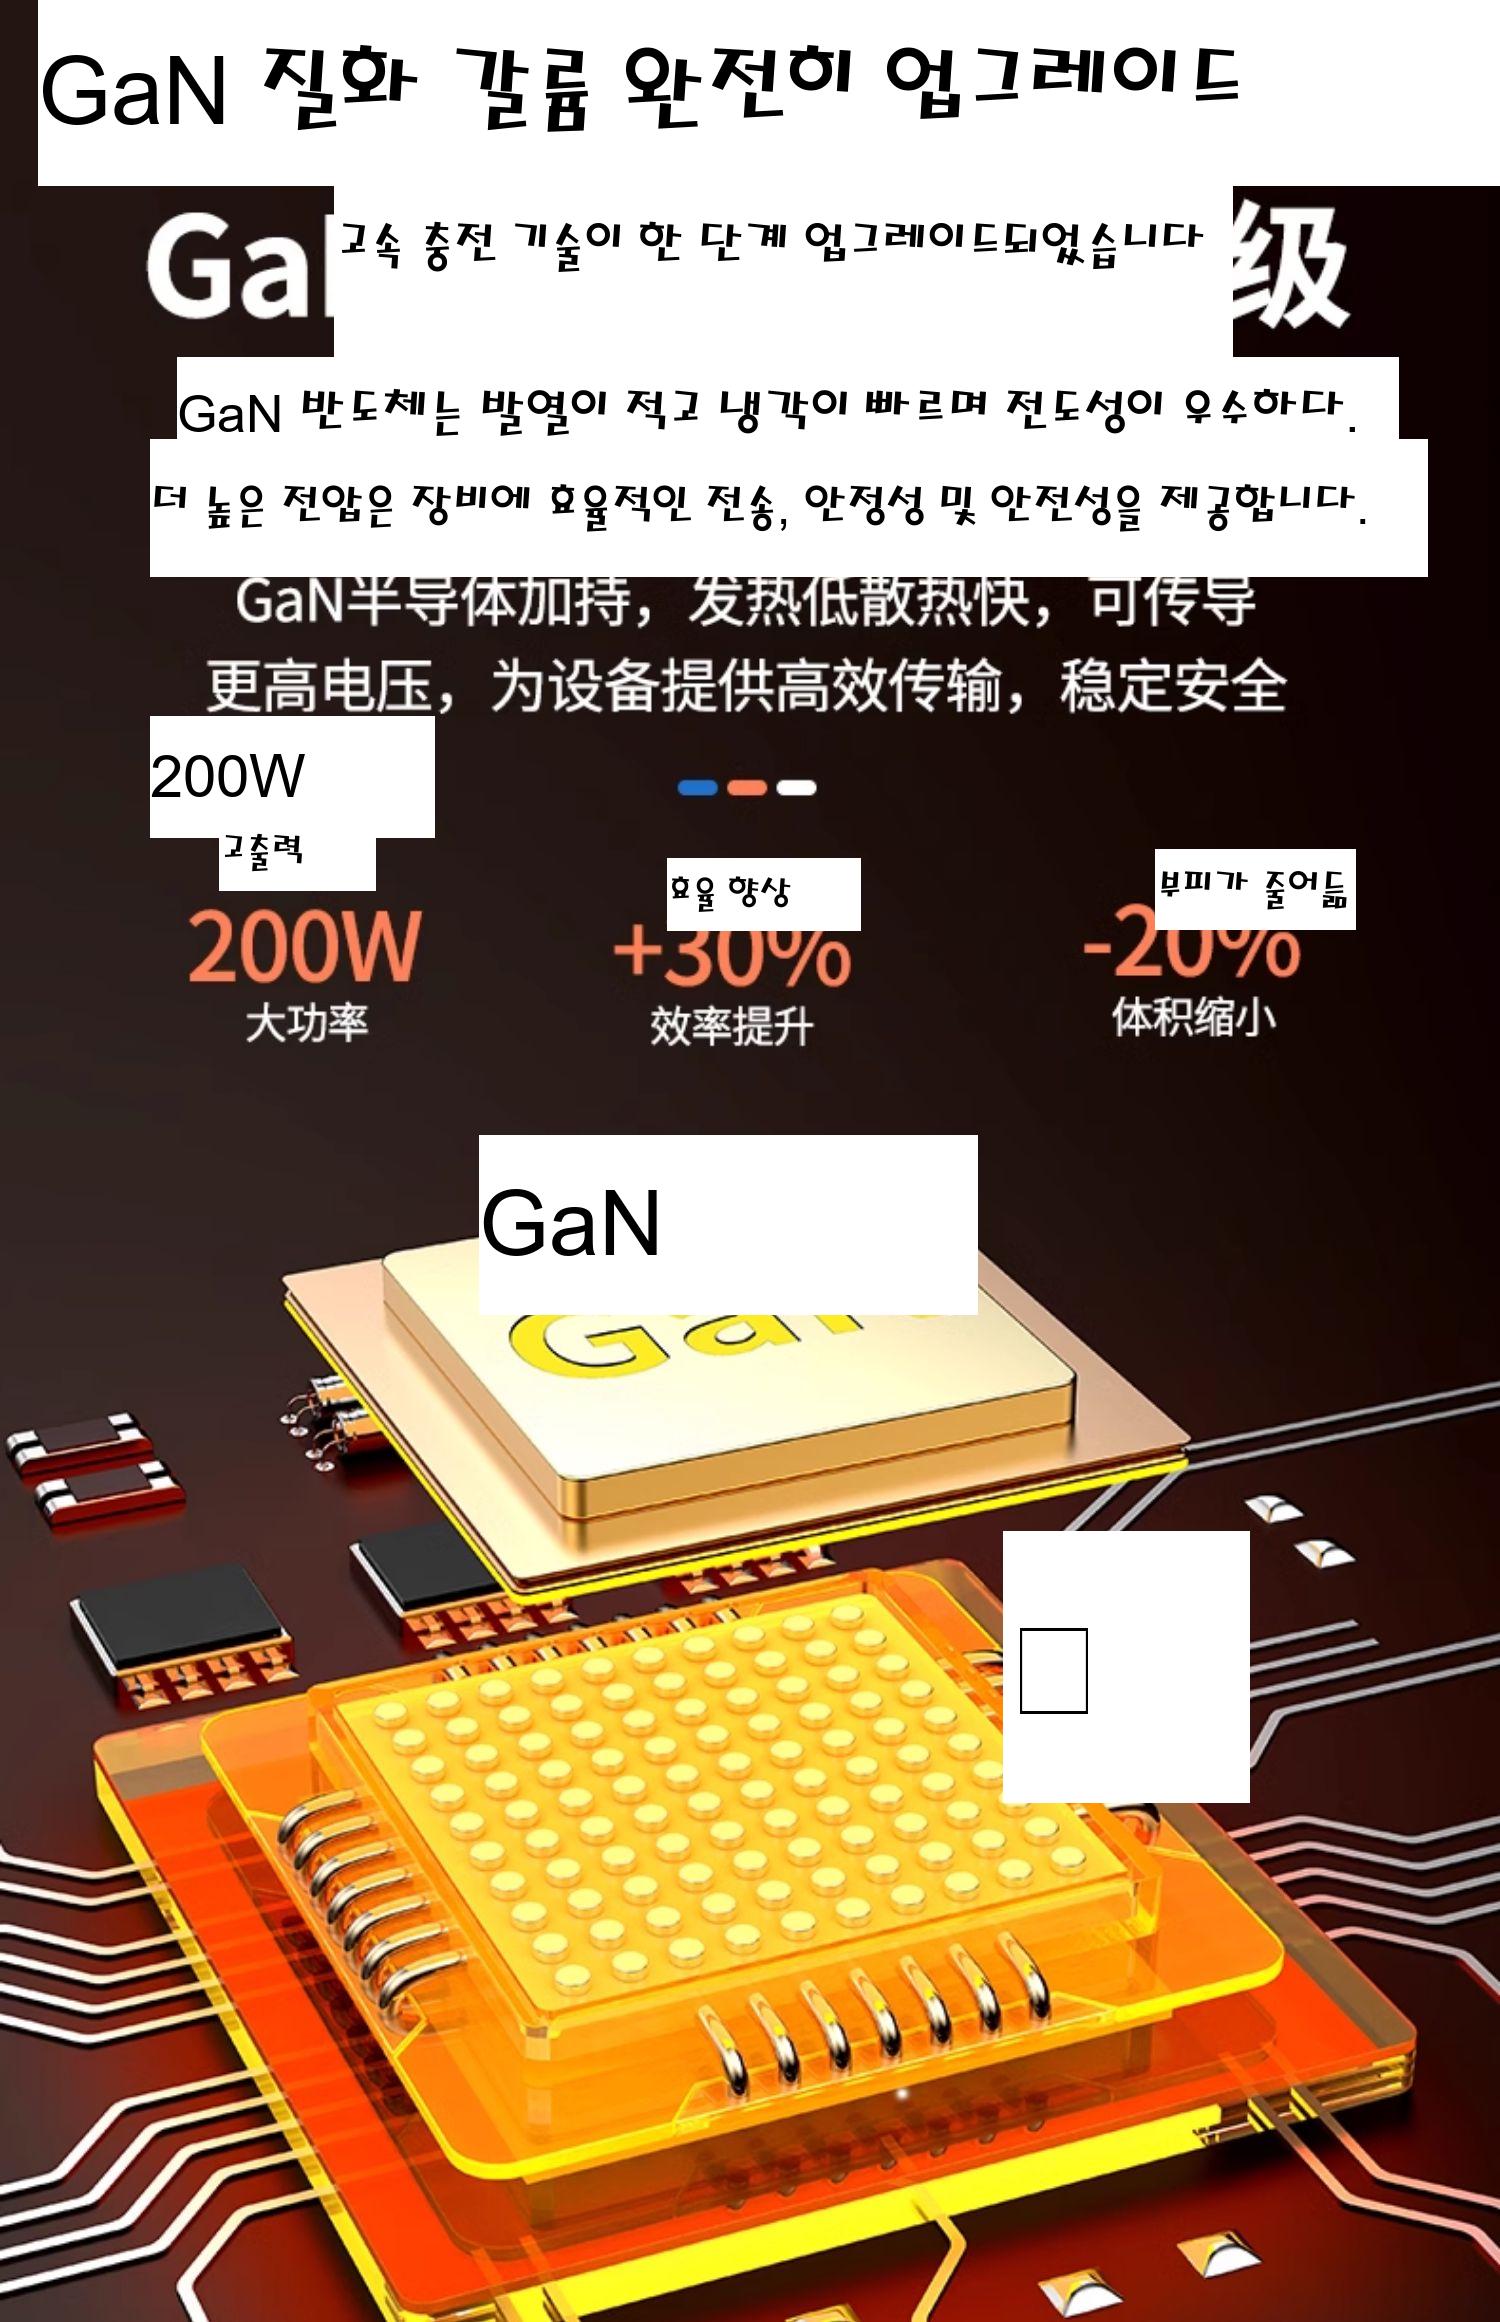 GaN 질화 갈륨 완전히 업그레이드
고속 충전 기술이 한 단계 업그레이드되었습니다
Ga
级
GaN 반도체는 발열이 적고 냉각이 빠르며 전도성이 우수하다.
더 높은 전압은 장비에 효율적인 전송, 안정성 및 안전성을 제공합니다.
GaN半导体加持，发热低散热快，可传导
更高电压，为设备提供高效传输，稳定安全
200W
고출력
효율 향상
부피가 줄어듦
200W
+30%
-20%
大功率
效率提升
体积缩小
GaN
GaN